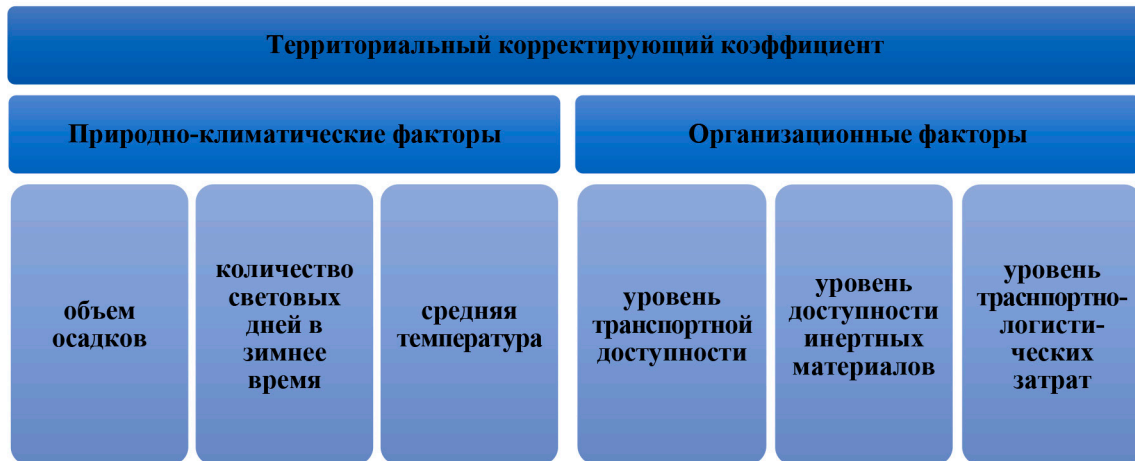 Территориальный корректирующий коэффициент
Природно-климатические факторы
Организационные факторы
объем
осадков
количество
световых
дней в
зимнее
время
средняя
температура
уровень
транспортной
доступности
уровень
доступности
инертных
материалов
уровень
траснпортно-
логисти-
ческих
затрат